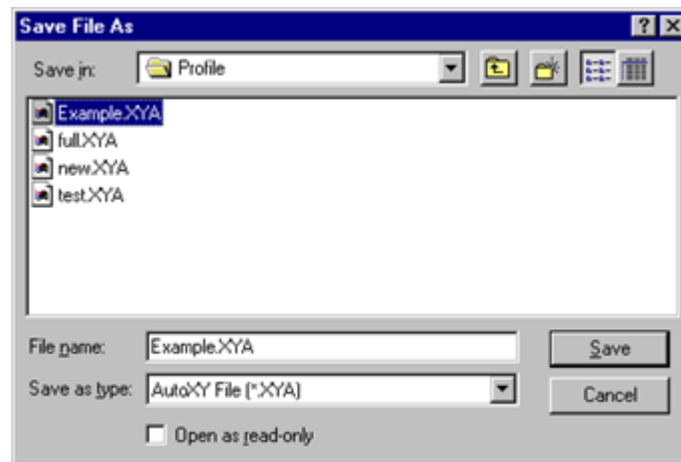 Save File As
Save in: Profile
Example.XYA
full.XYA
new.XYA
test.XYA
File name: Example.XYA Save
Save as type: AutoXY File (*.XYA) Cancel
Open as read-only